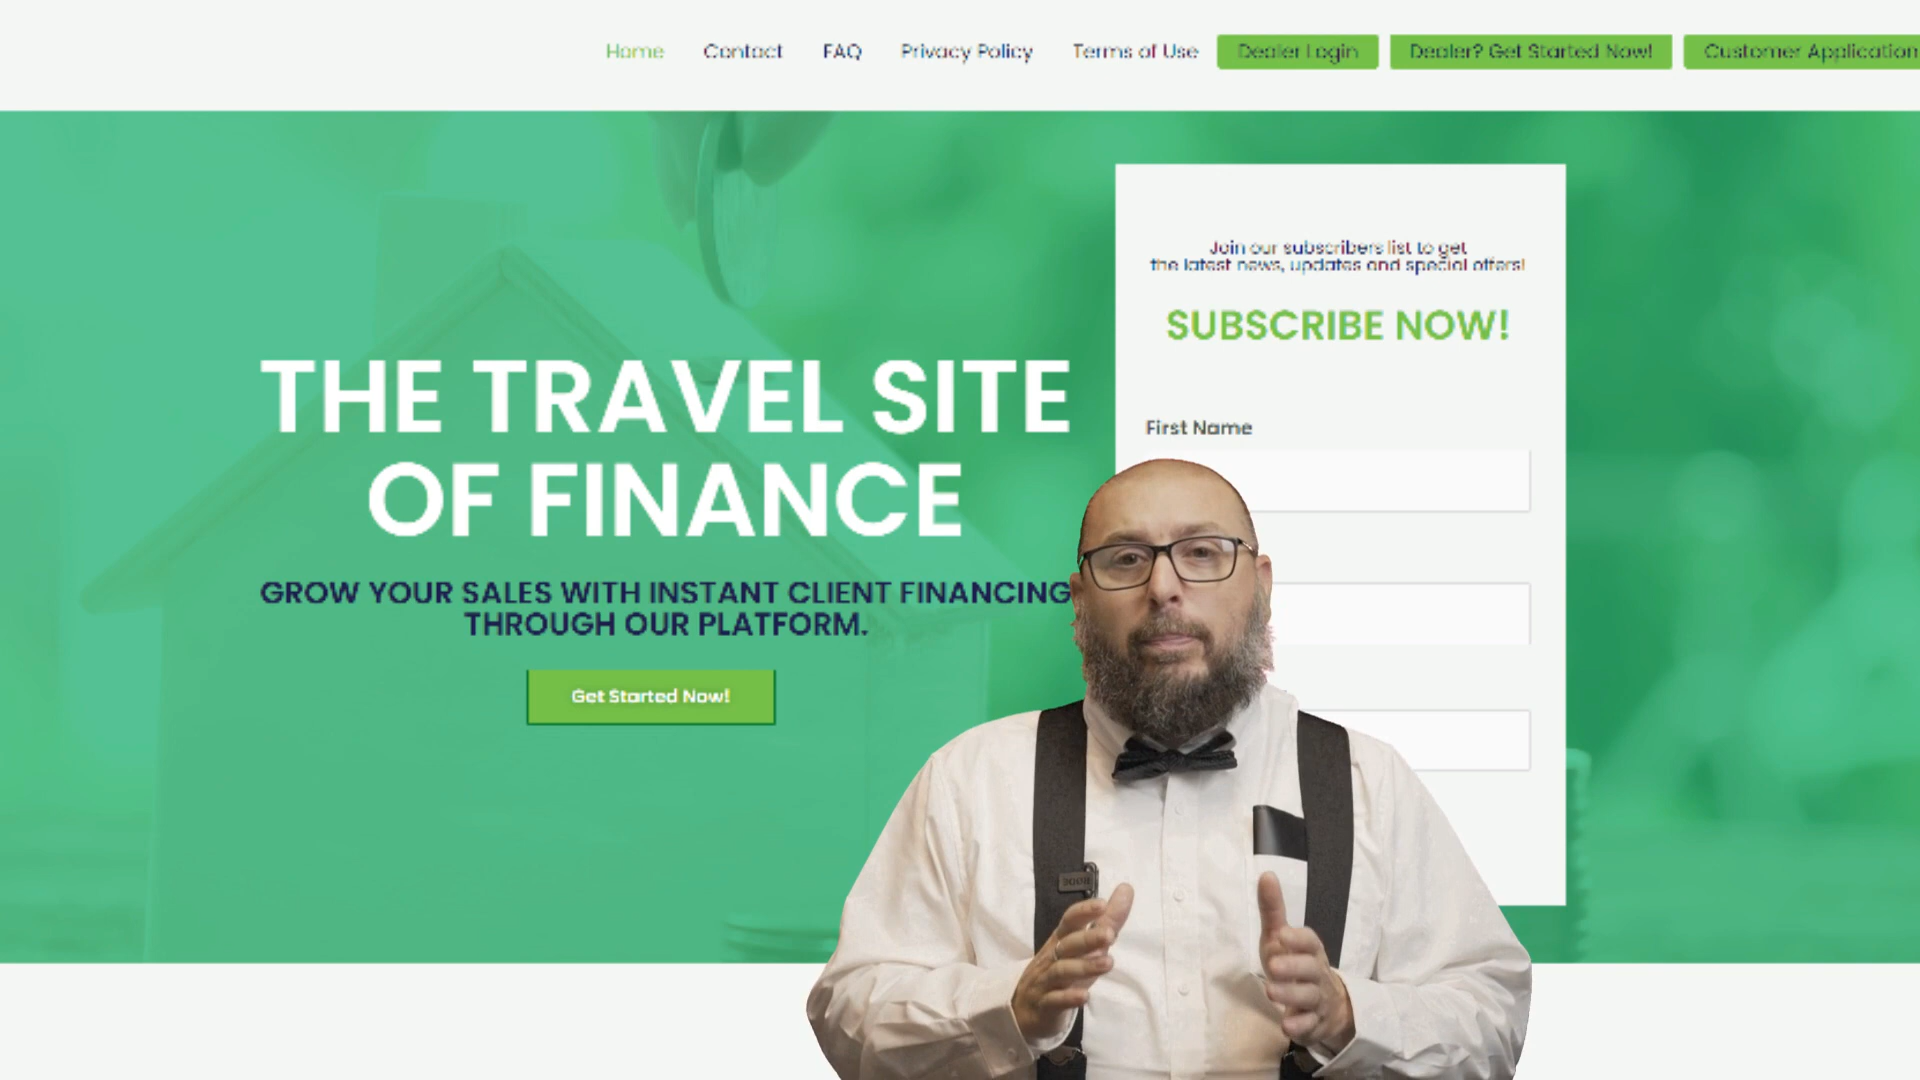 Home Contact FAQ Privacy Policy Terms of Use Dealer Login Dealer? Get Started Now! Customer Application
Join our subscribers list to get
the latest news, updates and special offers!
SUBSCRIBE NOW!
First Name
THE TRAVEL SITE
OF FINANCE
GROW YOUR SALES WITH INSTANT CLIENT FINANCING
THROUGH OUR PLATFORM.
Get Started Now!
RODE